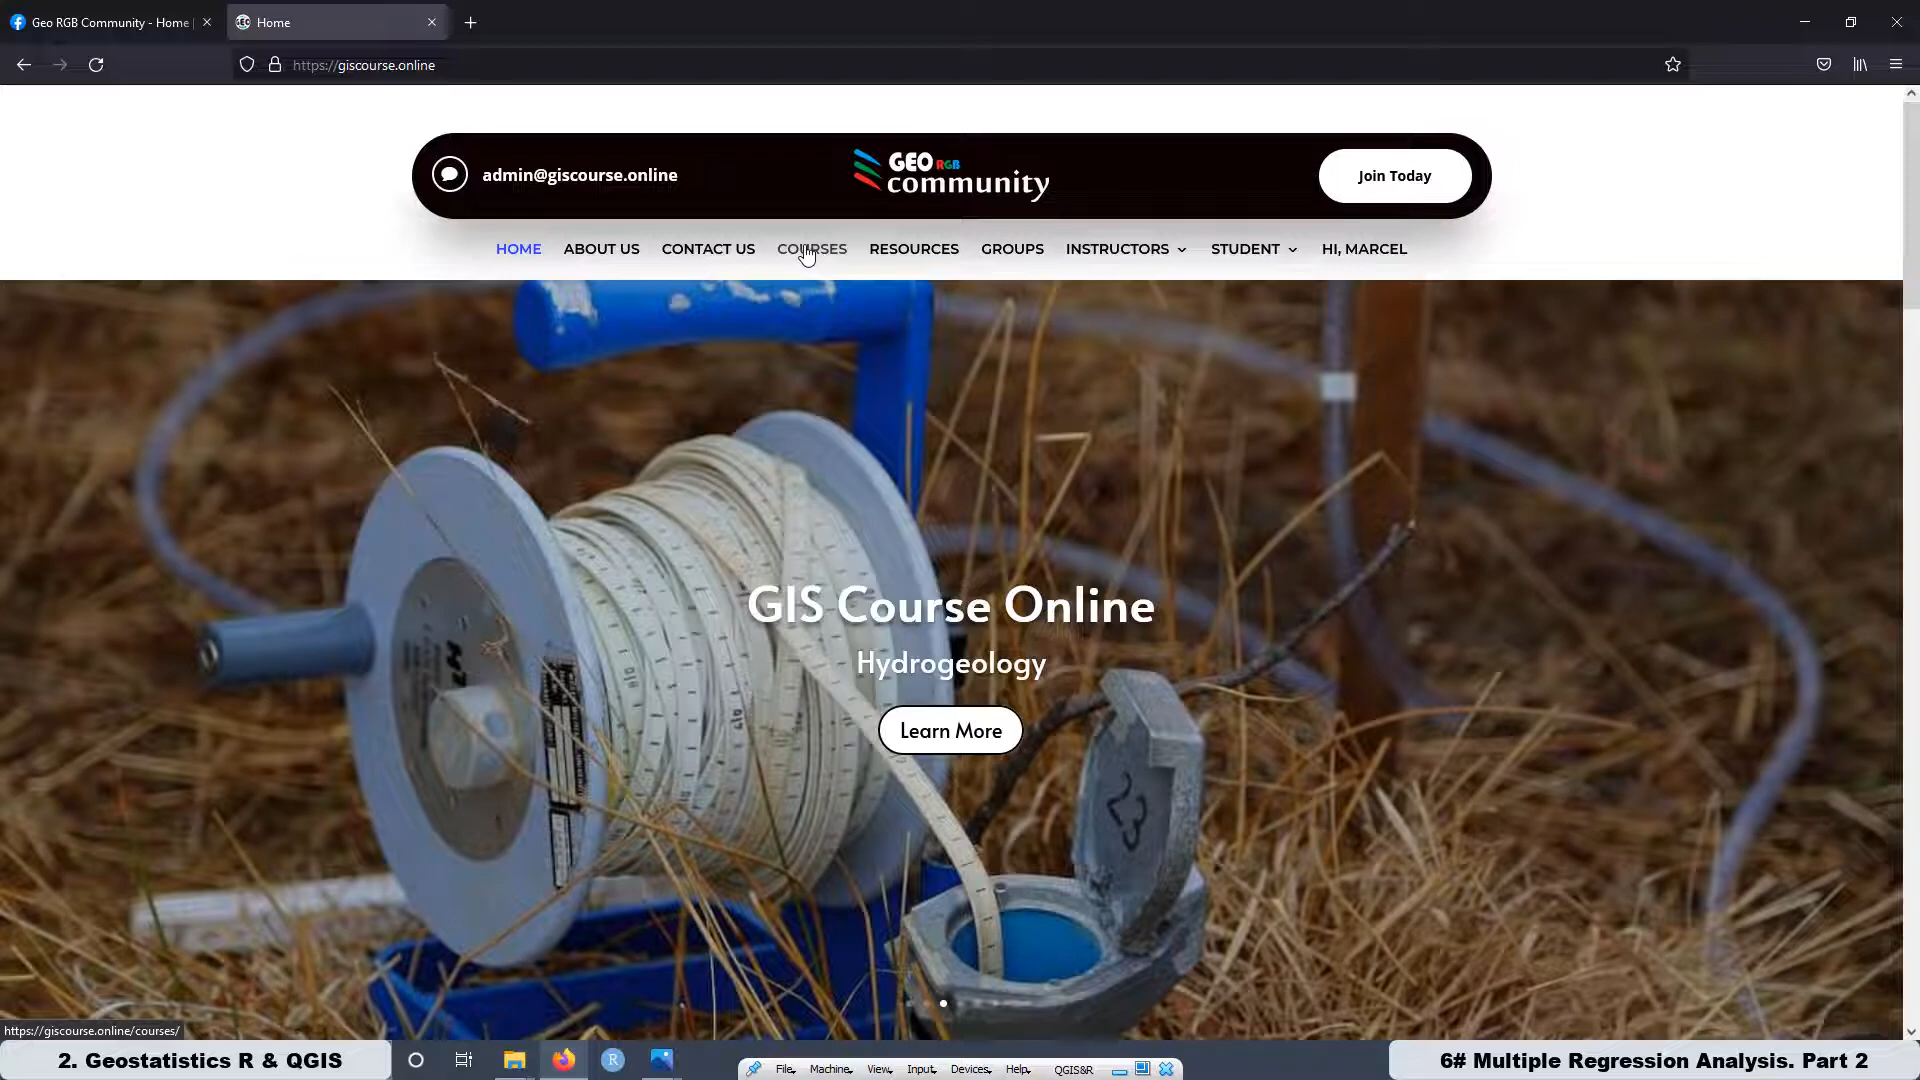 Geo RGB Community - Home
Home
https://giscourse.online
admin@giscourse.online
GEO RGB
community
Join Today
HOME ABOUT US CONTACT US COURSES RESOURCES GROUPS INSTRUCTORS STUDENT HI, MARCEL
GIS Course Online
Hydrogeology
Learn More
23
https://giscourse.online/courses/
2. Geostatistics R & QGIS
R
File Machine View Input Devices Help QGIS&R
6# Multiple Regression Analysis. Part 2